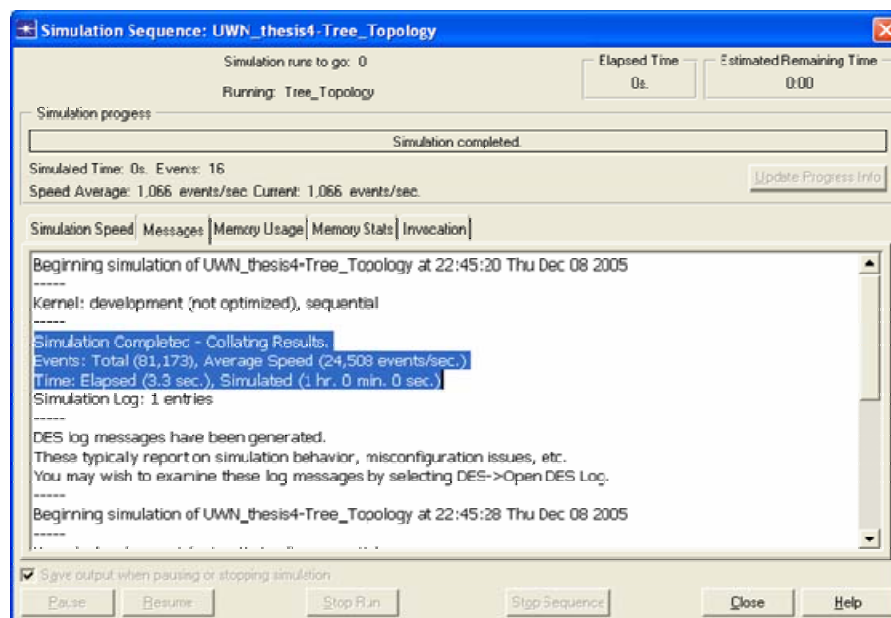 Simulation Sequence: UWN_thesis4-Tree_Topology
Simulation runs to go: 0
Running: Tree_Topology
Elapsed Time
0s.
Estimated Remaining Time
0:00
Simulation progress
Simulation completed.
Simulated Time: 0s. Events: 16
Speed Average: 1,066 events/sec. Current: 1,066 events/sec.
Update Progress Info
Simulation Speed Messages Memory Usage Memory Stats Invocation
Beginning simulation of UWN_thesis4-Tree_Topology at 22:45:20 Thu Dec 08 2005
-----
Kernel: development (not optimized), sequential
-----
Simulation Completed - Collating Results.
Events: Total (81,173), Average Speed (24,508 events/sec.)
Time: Elapsed (3.3 sec.), Simulated (1 hr. 0 min. 0 sec.)
Simulation Log: 1 entries
-----
DES log messages have been generated.
These typicaly report on simulation behavior, misconfiguration issues, etc.
You may wish to examine these log messages by selecting DES->Open DES Log.
-----
Beginning simulation of UWN_thesis4-Tree_Topology at 22:45:28 Thu Dec 08 2005
-----
Save output when pausing or stopping simulation
Pause Resume Stop Run Stop Sequence Close Help